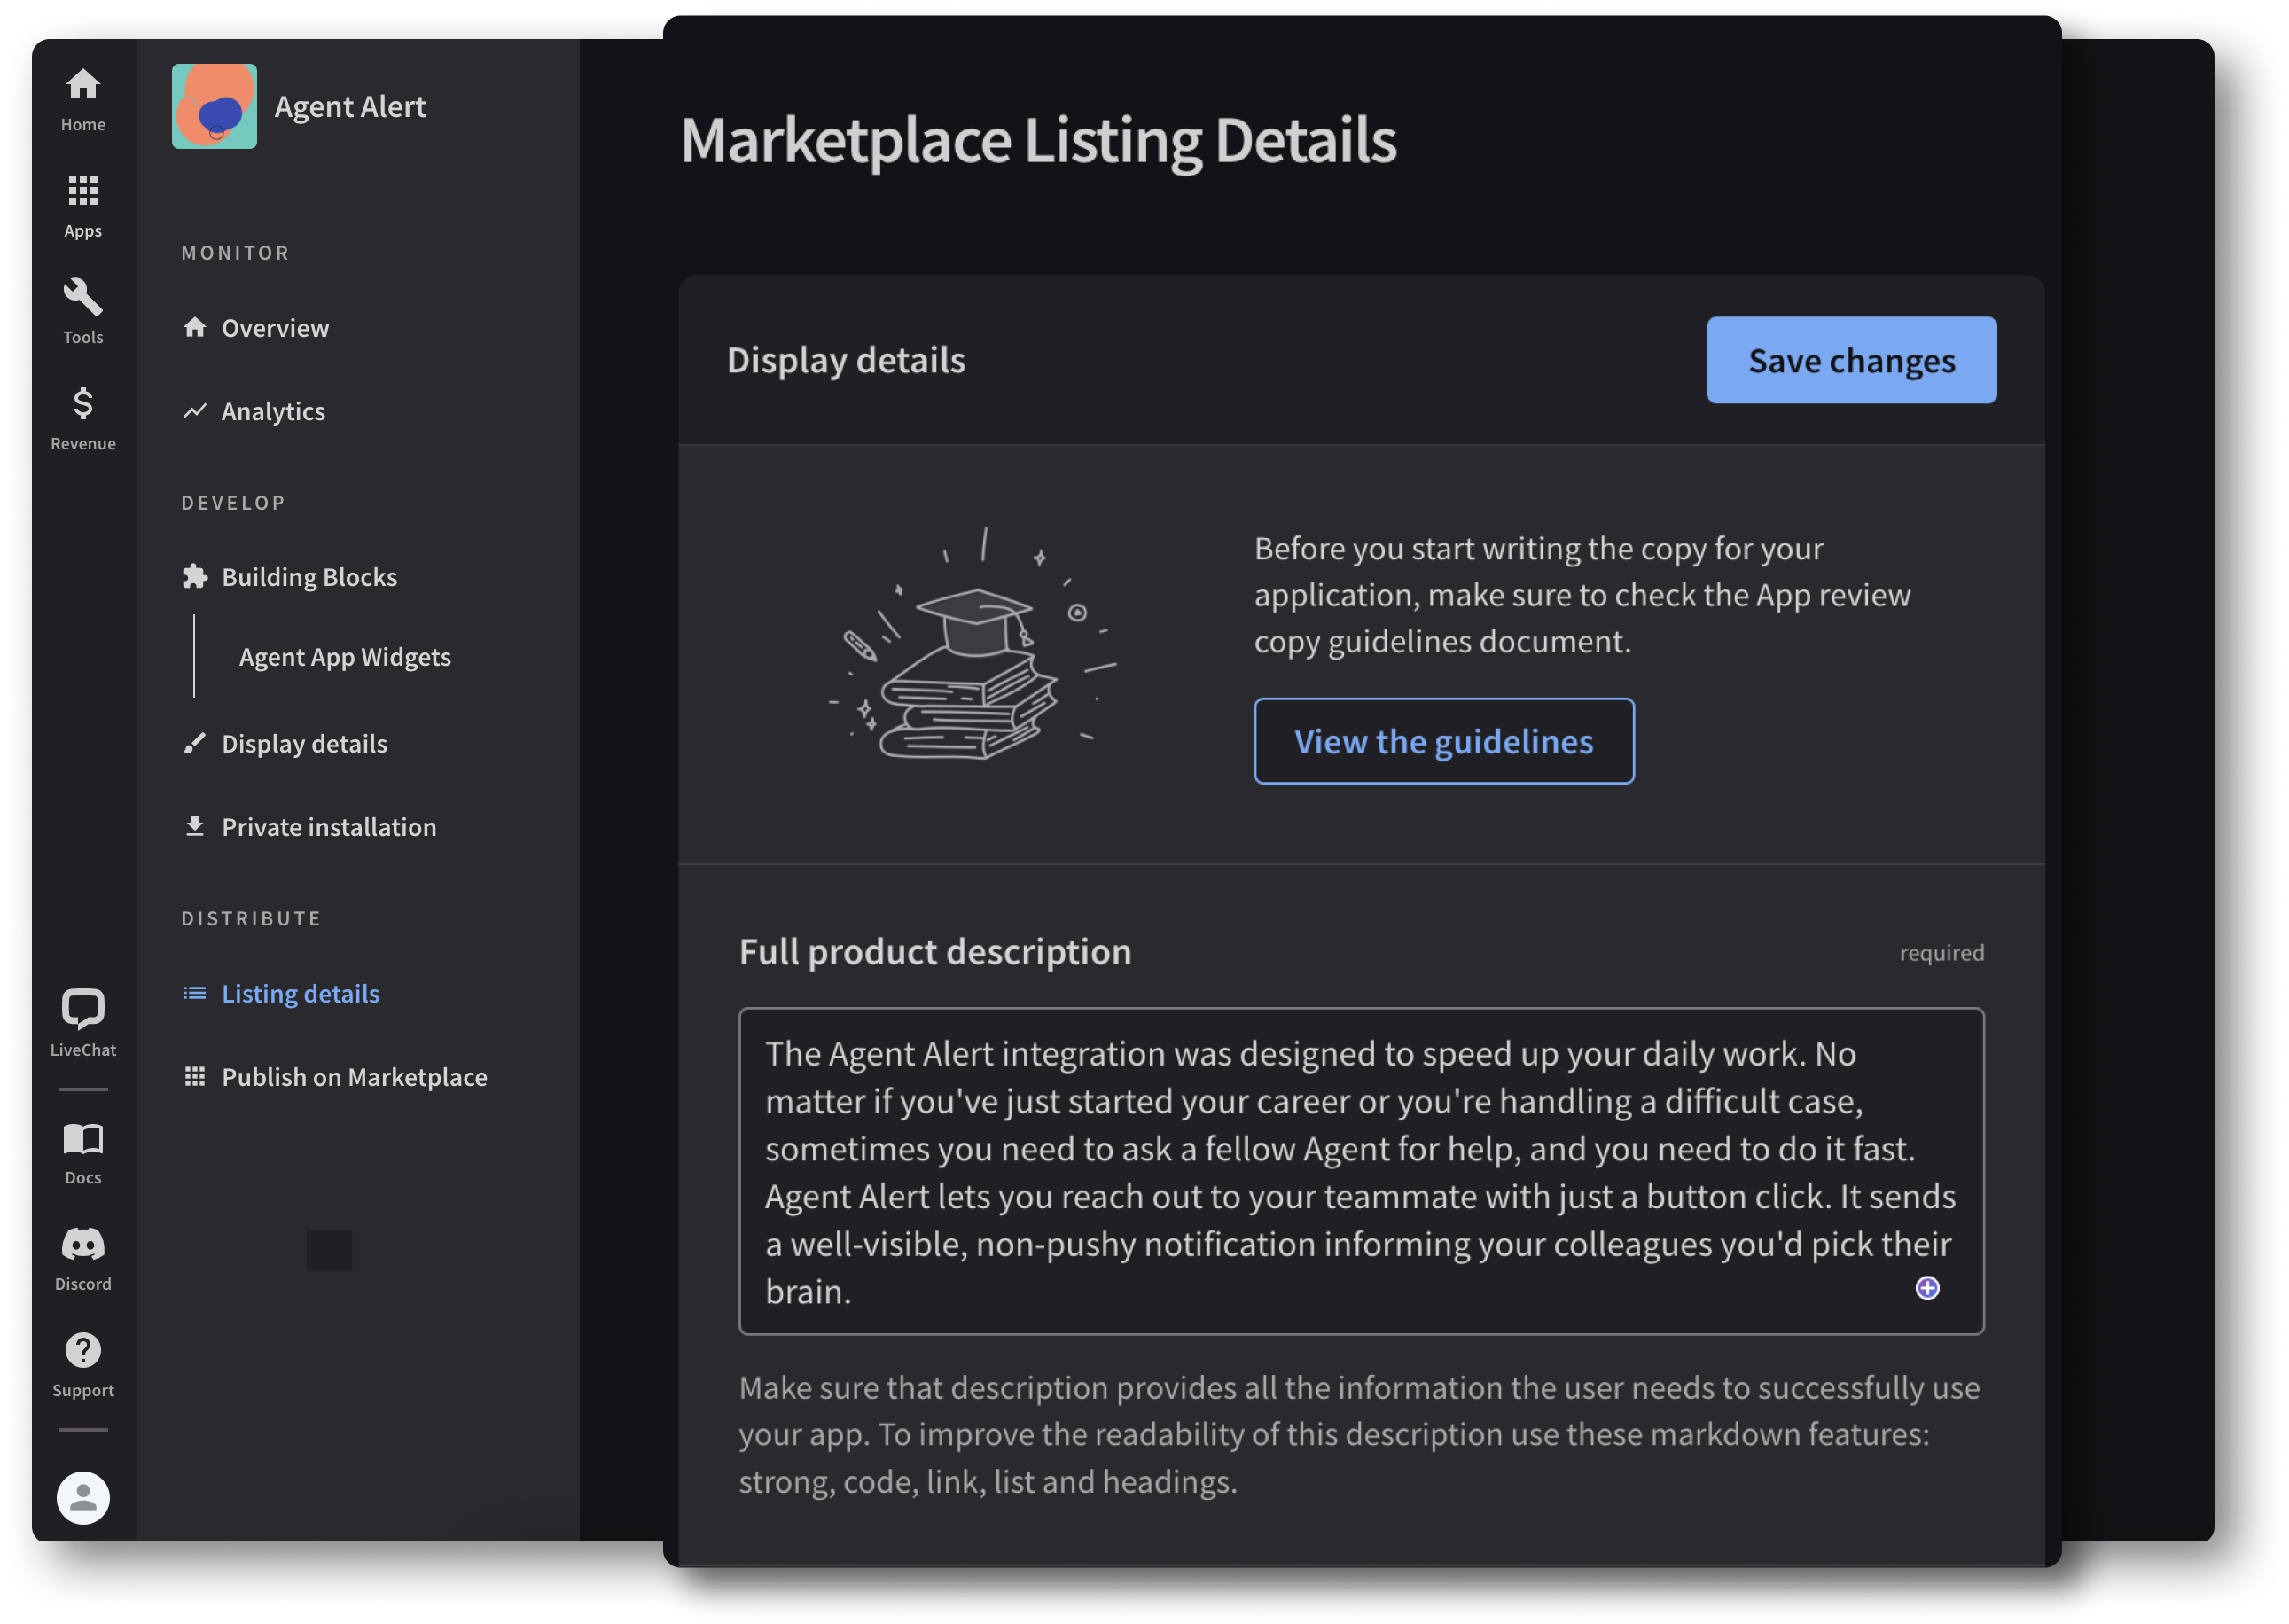 Home
Apps
Tools
Revenue
LiveChat
Docs
Discord
Support
Agent Alert
MONITOR
Overview
Analytics
DEVELOP
Building Blocks
Agent App Widgets
Display details
Private installation
DISTRIBUTE
Listing details
Publish on Marketplace
Marketplace Listing Details
Display details
Save changes
Before you start writing the copy for your
application, make sure to check the App review
copy guidelines document.
View the guidelines
Full product description
required
The Agent Alert integration was designed to speed up your daily work. No
matter if you've just started your career or you're handling a difficult case,
sometimes you need to ask a fellow Agent for help, and you need to do it fast.
Agent Alert lets you reach out to your teammate with just a button click. It sends
a well-visible, non-pushy notification informing your colleagues you'd pick their
brain.
Make sure that description provides all the information the user needs to successfully use
your app. To improve the readability of this description use these markdown features:
strong, code, link, list and headings.